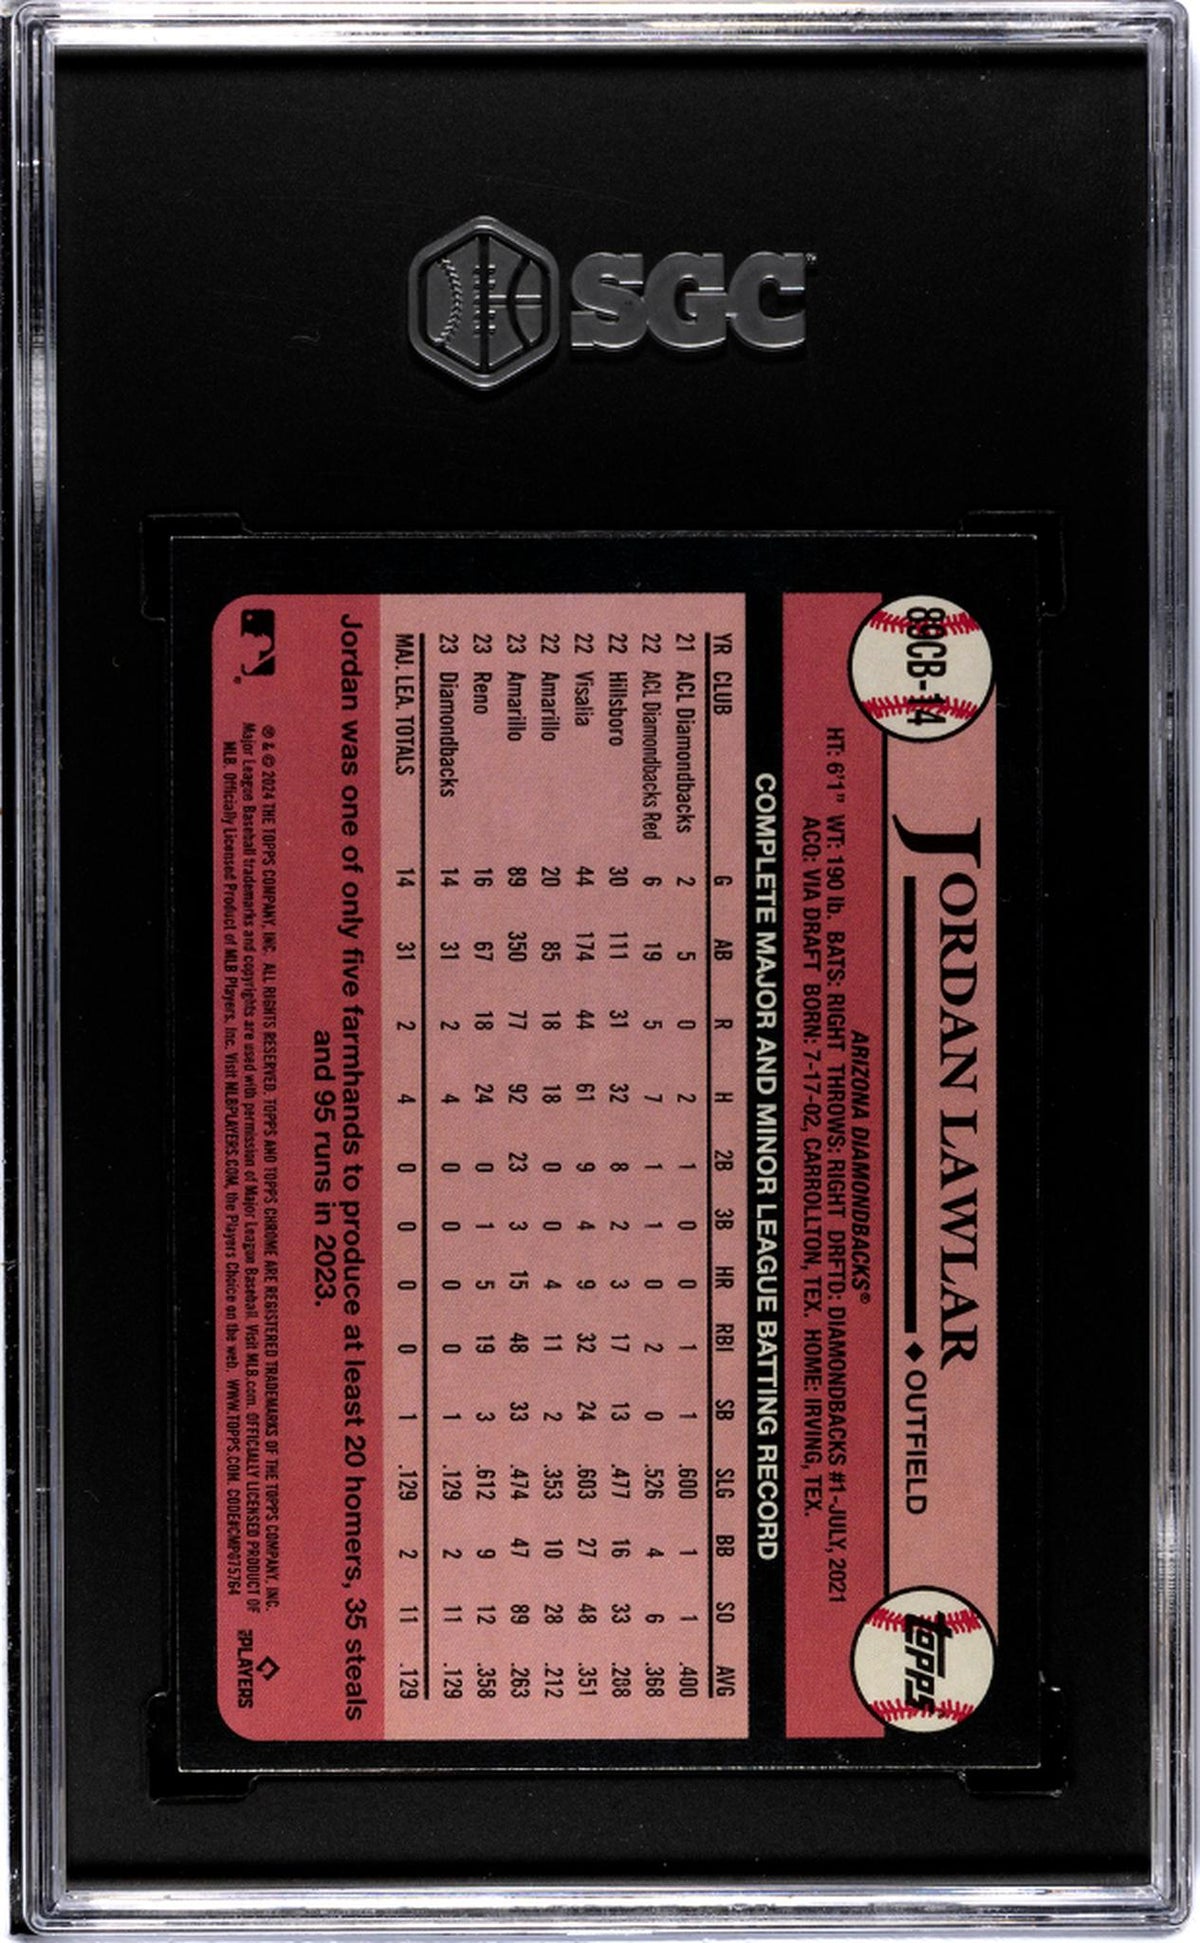 SGC
89CB-14
JORDAN LAWLAR
◆ OUTFIELD
topps
ARIZONA DIAMONDBACKS®
HT: 6'1" WT: 190 lb. BATS: RIGHT THROWS: RIGHT DRFTD: DIAMONDBACKS #1-JULY, 2021
ACQ: VIA DRAFT BORN: 7-17-02, CARROLLTON, TEX. HOME: IRVING, TEX.
COMPLETE MAJOR AND MINOR LEAGUE BATTING RECORD
YR CLUB G AB R H 2B 3B HR RBI SB SLG BB SO AVG
21 ACL Diamondbacks 2 5 0 2 1 0 0 1 1 .600 1 1 .400
22 ACL Diamondbacks Red 6 19 5 7 1 1 0 2 0 .526 4 6 .368
22 Hillsboro 30 111 31 32 8 2 3 17 13 .477 16 33 .288
22 Visalia 44 174 44 61 9 4 9 32 24 .603 27 48 .351
22 Amarillo 20 85 18 18 0 0 4 11 2 .353 10 28 .212
23 Amarillo 89 350 77 92 23 3 15 48 33 .474 47 89 .263
23 Reno 16 67 18 24 0 1 5 19 3 .612 9 12 .358
23 Diamondbacks 14 31 2 4 0 0 0 0 1 .129 2 11 .129
MAJ. LEA. TOTALS 14 31 2 4 0 0 0 0 1 .129 2 11 .129
Jordan was one of only five farmhands to produce at least 20 homers, 35 steals
and 95 runs in 2023.
® & © 2024 THE TOPPS COMPANY, INC. ALL RIGHTS RESERVED. TOPPS AND TOPPS CHROME ARE REGISTERED TRADEMARKS OF THE TOPPS COMPANY, INC.
Major League Baseball trademarks and copyrights are used with permission of Major League Baseball. Visit MLB.com. OFFICIALLY LICENSED PRODUCT OF
MLB. Officially Licensed Product of MLB Players, Inc. Visit MLBPLAYERS.COM, the Players Choice on the web. WWW.TOPPS.COM. CODE#CMP075764
MLBPLAYERS